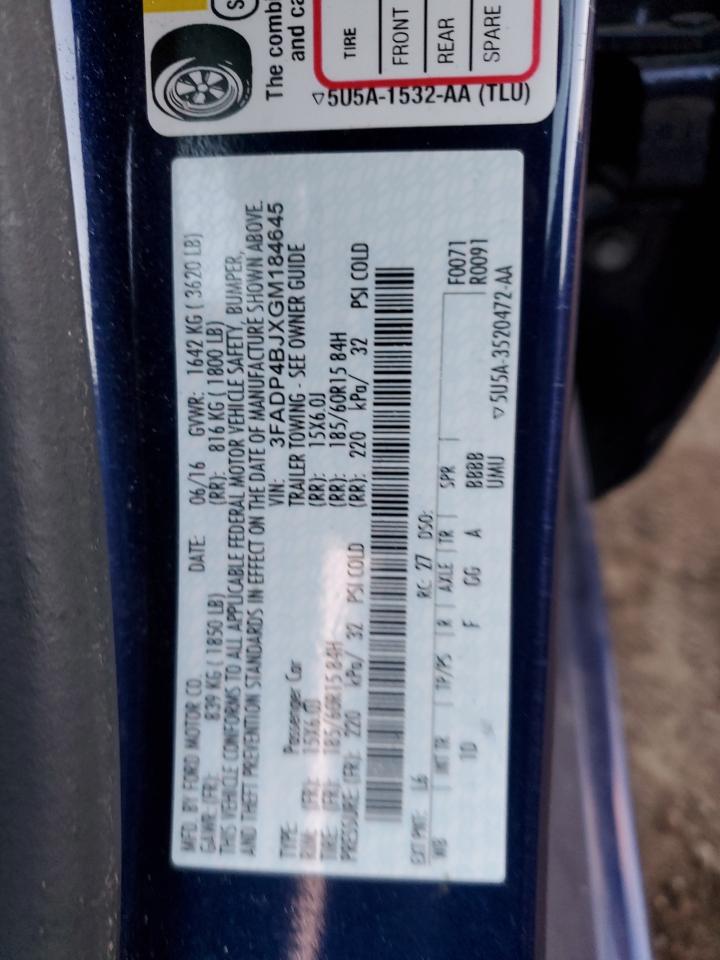 The combi
and ca
TIRE
FRONT
REAR
SPARE
▽5U5A-1532-AA (TLU)
MFD. BY FORD MOTOR CO. DATE: 06/16 GVWR: 1642 KG ( 3620 LB)
GAWR: (FR): 839 KG ( 1850 LB) (RR): 816 KG ( 1800 LB)
THIS VEHICLE CONFORMS TO ALL APPLICABLE FEDERAL MOTOR VEHICLE SAFETY, BUMPER,
AND THEFT PREVENTION STANDARDS IN EFFECT ON THE DATE OF MANUFACTURE SHOWN ABOVE.
VIN: 3FADP4BJXGM184645
TYPE: Passenger Car TRAILER TOWING - SEE OWNER GUIDE
RIM: (FR): 15X6.0J (RR): 15X6.0J
TIRE: (FR): 185/60R15 84H (RR): 185/60R15 84H
PRESSURE: (FR): 220 kPa/ 32 PSI COLD (RR): 220 kPa/ 32 PSI COLD
EXT PNT: L6 RC: 27 DSO: F0071
WB INT TR TP/PS R AXLE TR SPR R0091
1D F GG A BBBB
UMU
▽5U5A-3520472-AA